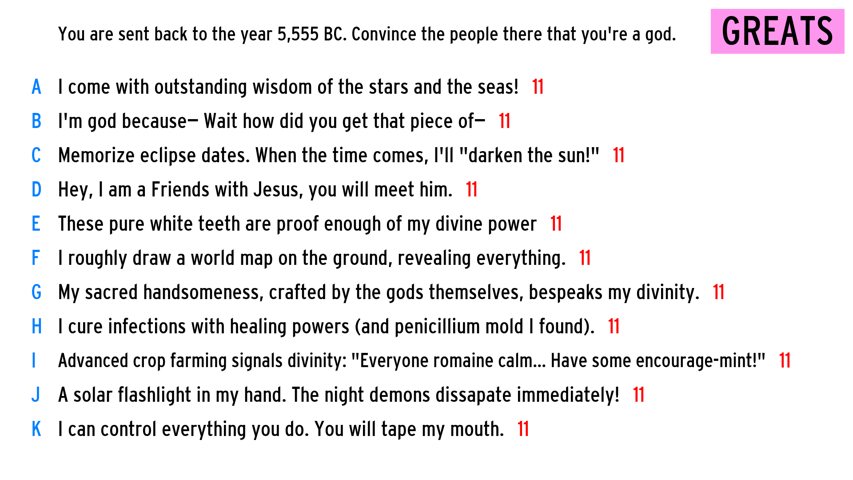 You are sent back to the year 5,555 BC. Convince the people there that you're a god.
GREATS
A I come with outstanding wisdom of the stars and the seas! 11
B I'm god because— Wait how did you get that piece of— 11
C Memorize eclipse dates. When the time comes, I'll "darken the sun!" 11
D Hey, I am a Friends with Jesus, you will meet him. 11
E These pure white teeth are proof enough of my divine power 11
F I roughly draw a world map on the ground, revealing everything. 11
G My sacred handsomeness, crafted by the gods themselves, bespeaks my divinity. 11
H I cure infections with healing powers (and penicillium mold I found). 11
I Advanced crop farming signals divinity: "Everyone romaine calm... Have some encourage-mint!" 11
J A solar flashlight in my hand. The night demons dissapate immediately! 11
K I can control everything you do. You will tape my mouth. 11